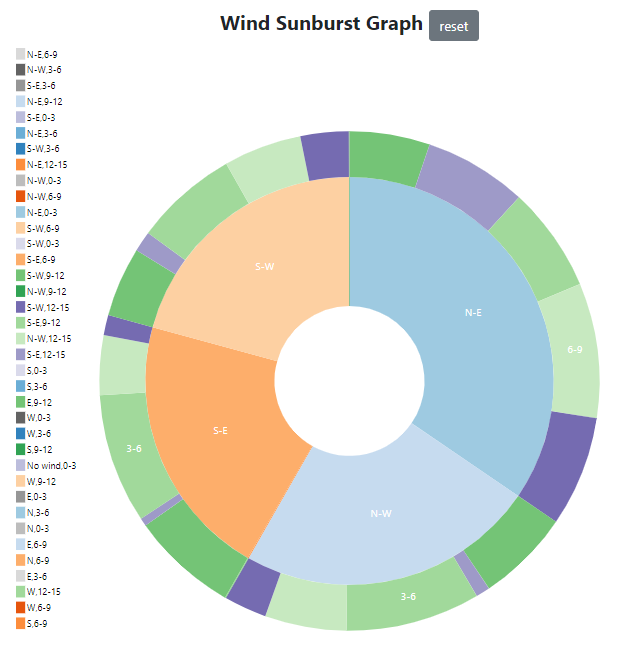 Wind Sunburst Graph
reset
N-E,6-9
N-W,3-6
S-E,3-6
N-E,9-12
S-E,0-3
N-E,3-6
S-W,3-6
N-E,12-15
N-W,0-3
N-W,6-9
N-E,0-3
S-W,6-9
S-W,0-3
S-E,6-9
S-W,9-12
N-W,9-12
S-W,12-15
S-E,9-12
N-W,12-15
S-E,12-15
S,0-3
S,3-6
E,9-12
W,0-3
W,3-6
S,9-12
No wind,0-3
W,9-12
E,0-3
N,3-6
N,0-3
E,6-9
N,6-9
E,3-6
W,12-15
W,6-9
S,6-9
S-W
N-E
6-9
S-E
3-6
N-W
3-6